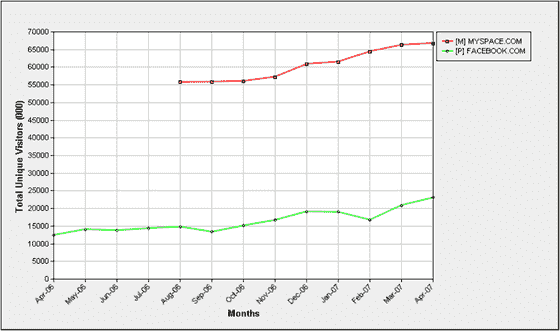 70000
65000
60000
55000
50000
45000
40000
35000
30000
25000
20000
15000
10000
5000
0
Total Unique Visitors (000)
Apr-06
May-06
Jun-06
Jul-06
Aug-06
Sep-06
Oct-06
Nov-06
Dec-06
Jan-07
Feb-07
Mar-07
Apr-07
Months
[M] MYSPACE.COM
[P] FACEBOOK.COM